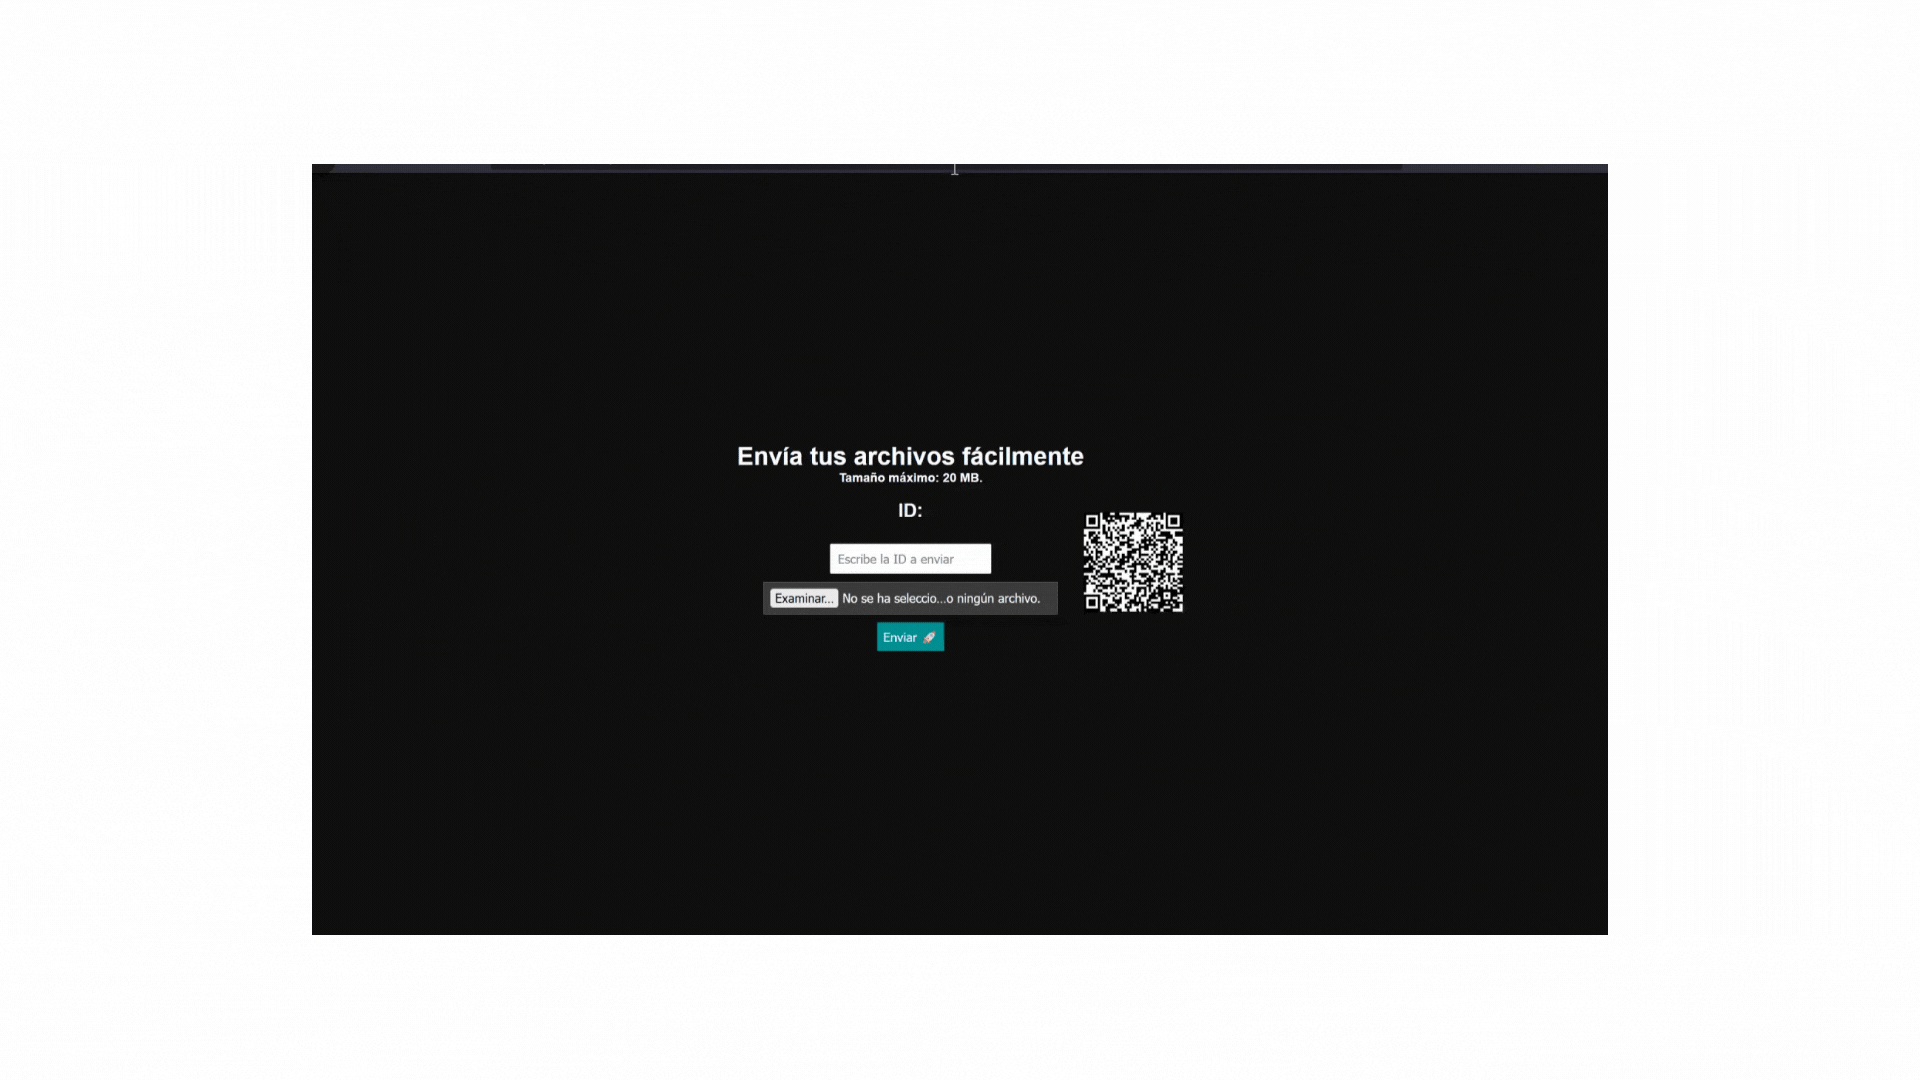 Envía tus archivos fácilmente
Tamaño máximo: 20 MB.
ID:
Escribe la ID a enviar
Examinar... No se ha seleccio...o ningún archivo.
Enviar 🚀